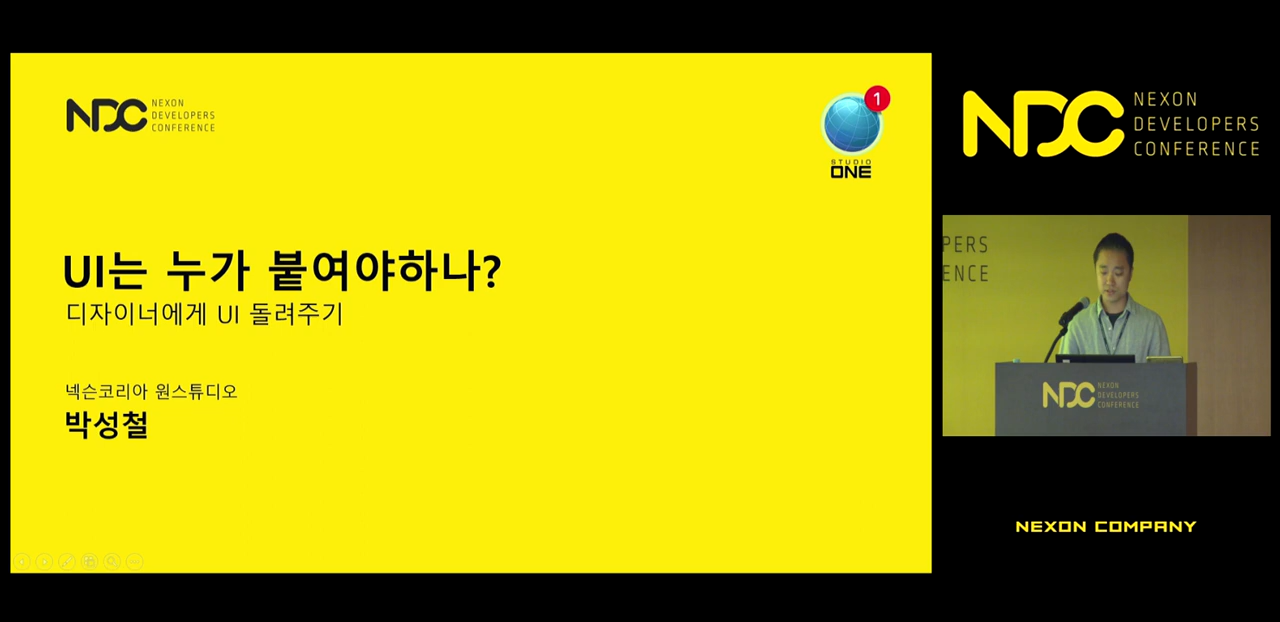 NDC NEXON
DEVELOPERS
CONFERENCE
1
STUDIO
ONE
UI는 누가 붙여야하나?
디자이너에게 UI 돌려주기
넥슨코리아 원스튜디오
박성철
NDC NEXON
DEVELOPERS
CONFERENCE
PERS
ENCE
NDC NEXON
DEVELOPERS
CONFERENCE
NEXON COMPANY